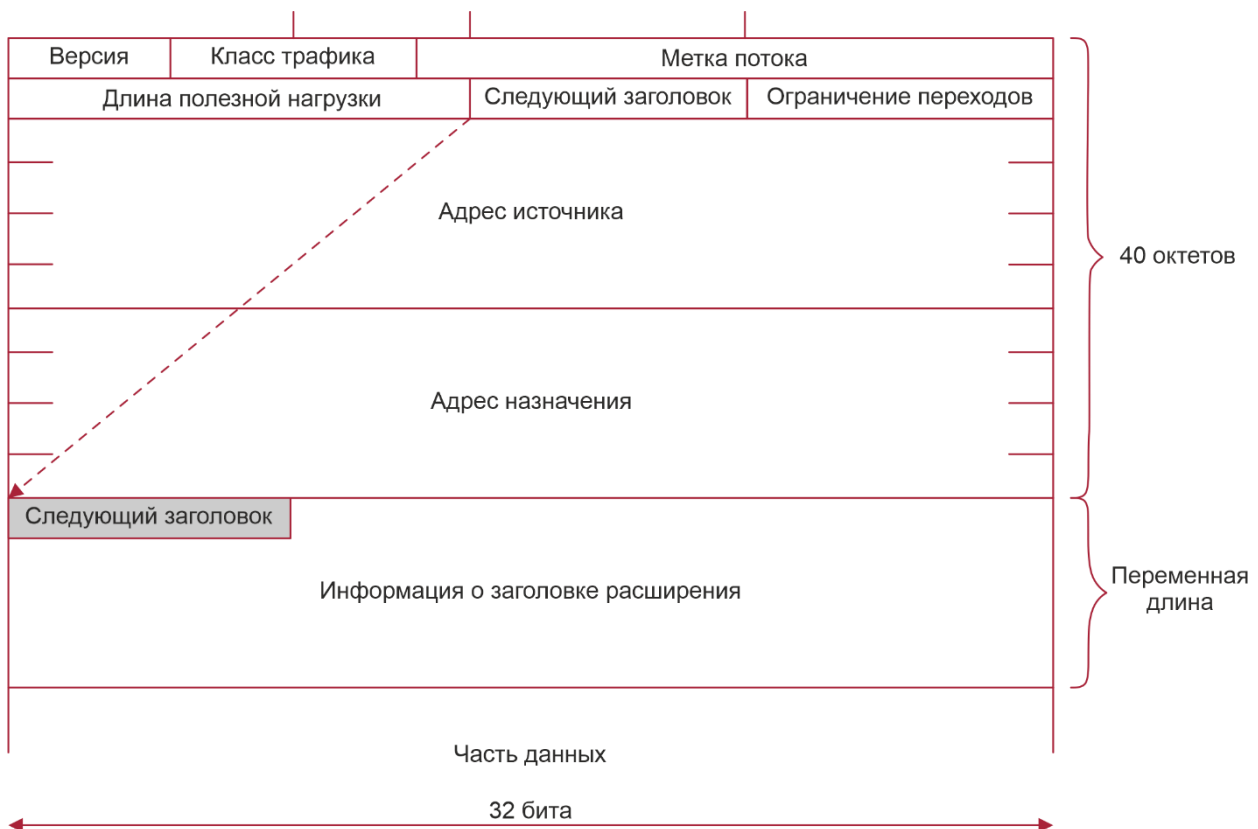 Версия Класс трафика Метка потока
Длина полезной нагрузки Следующий заголовок Ограничение переходов
Адрес источника
40 октетов
Адрес назначения
Следующий заголовок
Информация о заголовке расширения
Переменная
длина
Часть данных
32 бита